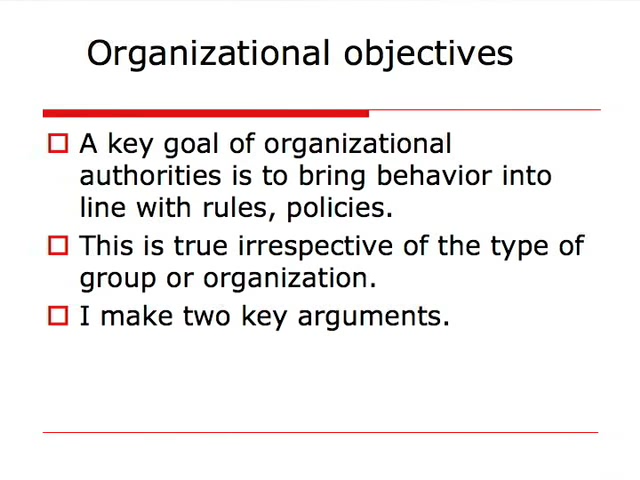 Organizational objectives
A key goal of organizational
authorities is to bring behavior into
line with rules, policies.
This is true irrespective of the type of
group or organization.
I make two key arguments.